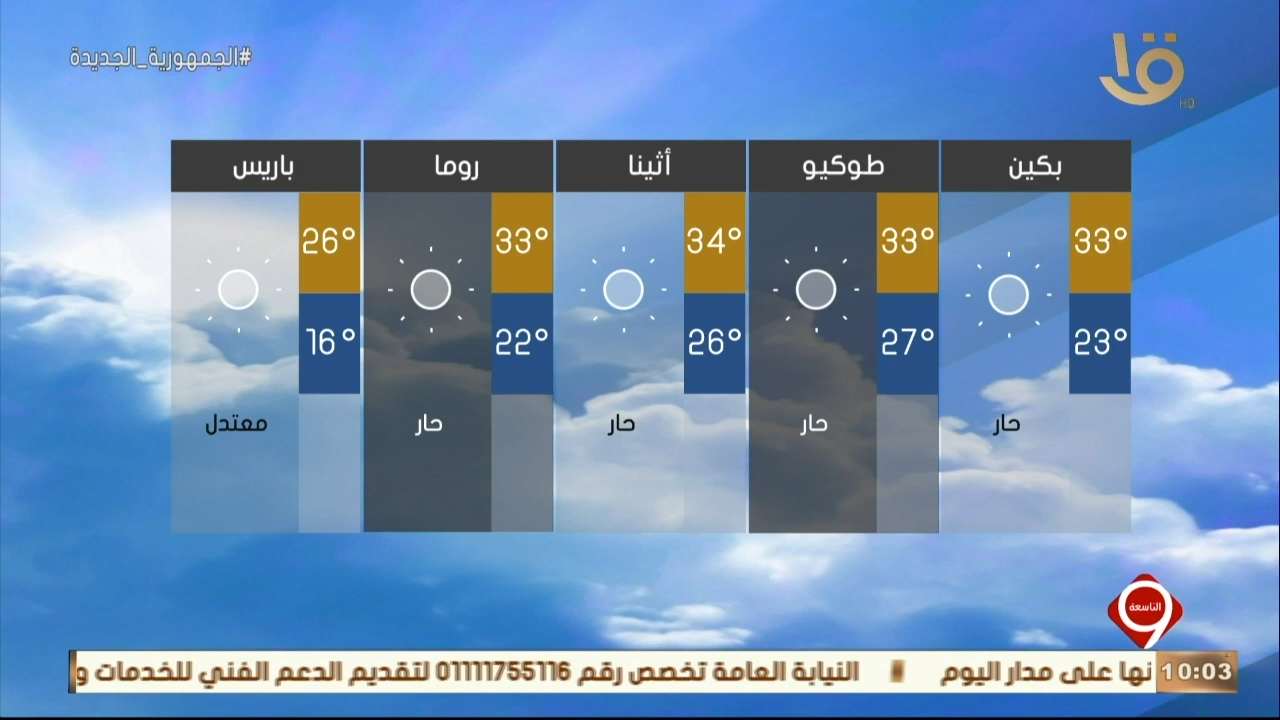 #الجمهورية_الجديدة
HD
بكين
33°
23°
حار
طوكيو
33°
27°
حار
أثينا
34°
26°
حار
روما
33°
22°
حار
باريس
26°
16°
معتدل
التاسعة
9
10:03
نها على مدار اليوم
النيابة العامة تخصص رقم 01111755116 لتقديم الدعم الفني للخدمات و